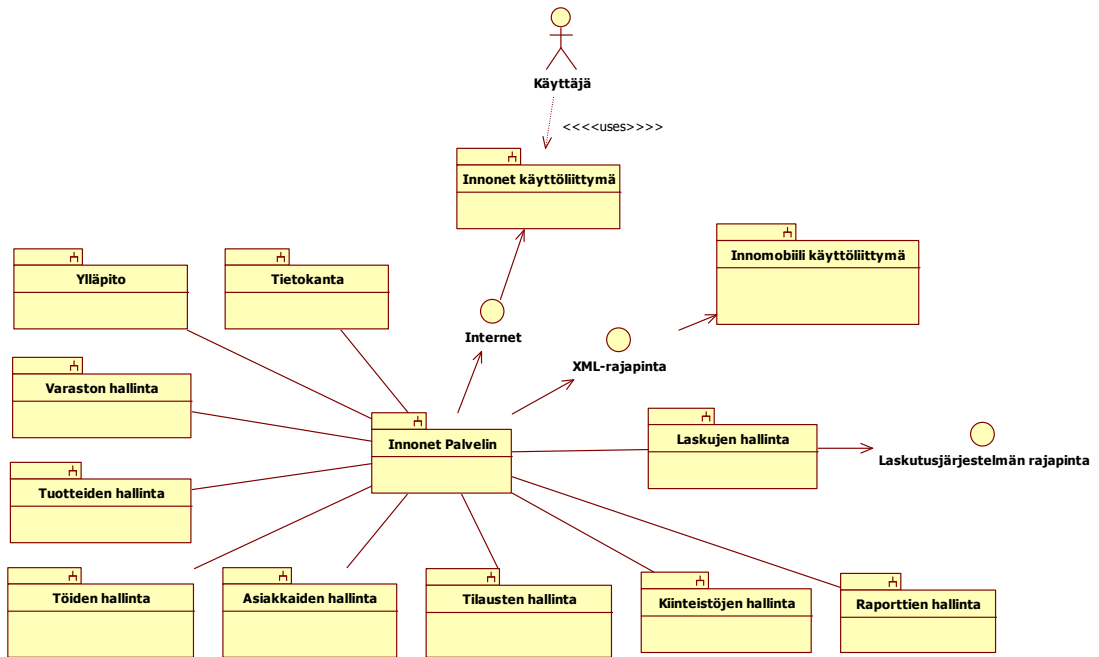 Käyttäjä
<<<<uses>>>>
Innonet käyttöliittymä
Innomobiili käyttöliittymä
Ylläpito
Tietokanta
Internet
XML-rajapinta
Varaston hallinta
Innonet Palvelin
Laskujen hallinta
Laskutusjärjestelmän rajapinta
Tuotteiden hallinta
Töiden hallinta
Asiakkaiden hallinta
Tilausten hallinta
Kiinteistöjen hallinta
Raporttien hallinta